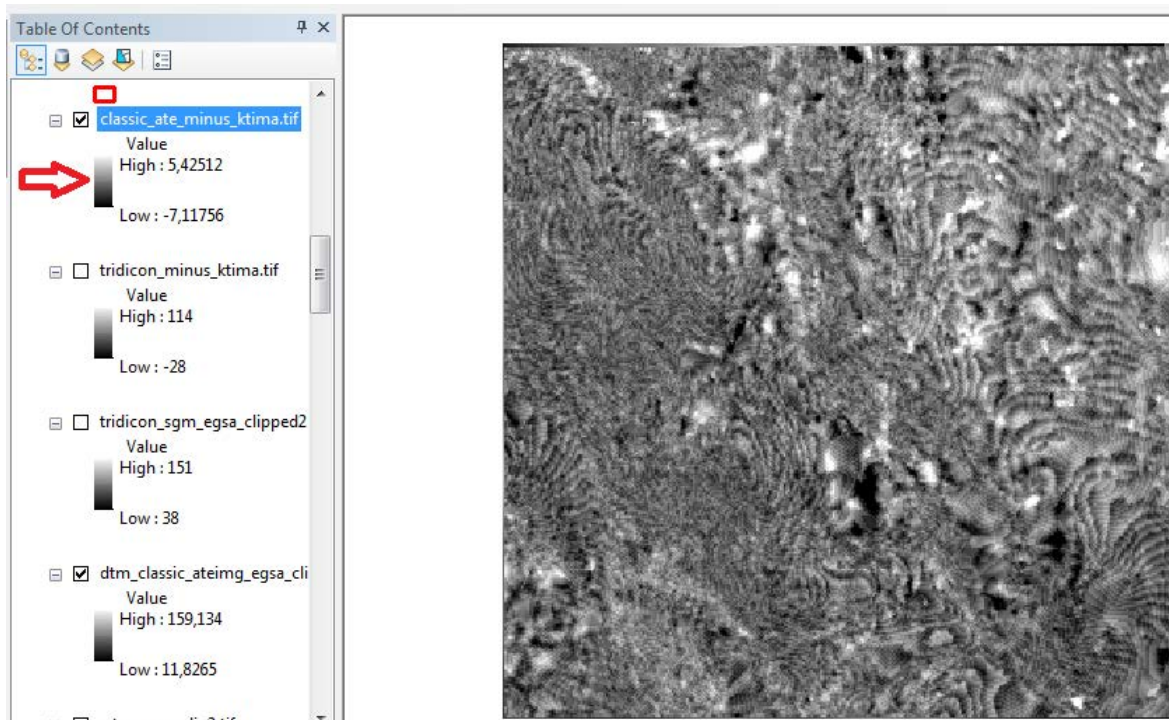 Table Of Contents
classic_ate_minus_ktima.tif
Value
High : 5,42512
Low : -7,11756
tridicon_minus_ktima.tif
Value
High : 114
Low : -28
tridicon_sgm_egsa_clipped2
Value
High : 151
Low : 38
dtm_classic_ateimg_egsa_cli
Value
High : 159,134
Low : 11,8265